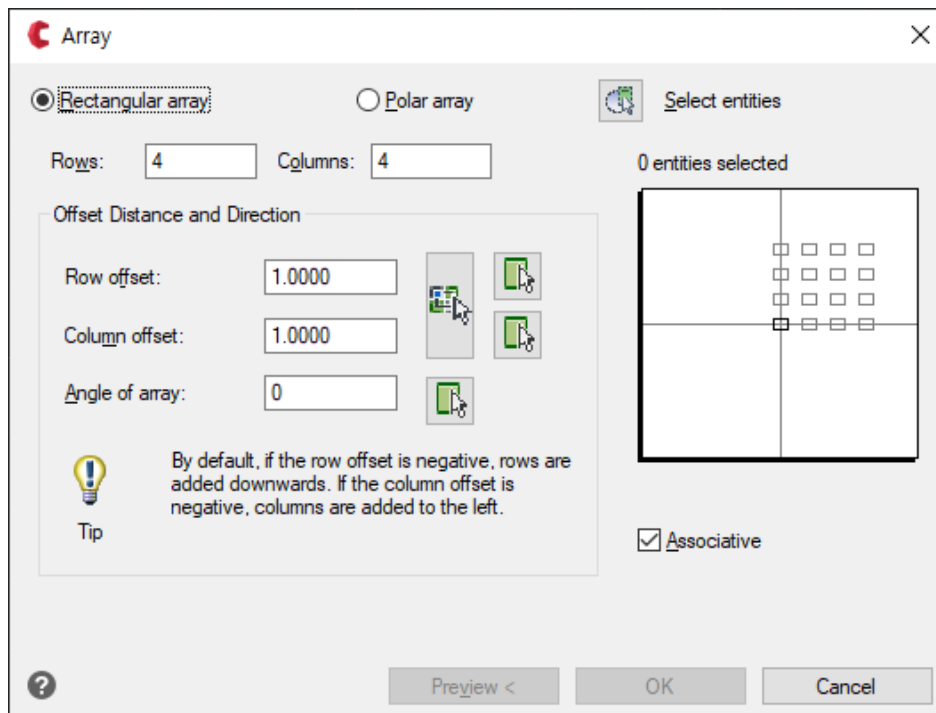 Array
Rectangular array
Polar array
Select entities
Rows:
4
Columns:
4
0 entities selected
Offset Distance and Direction
Row offset:
1.0000
Column offset:
1.0000
Angle of array:
0
By default, if the row offset is negative, rows are
added downwards. If the column offset is
negative, columns are added to the left.
Tip
Associative
Preview <
OK
Cancel